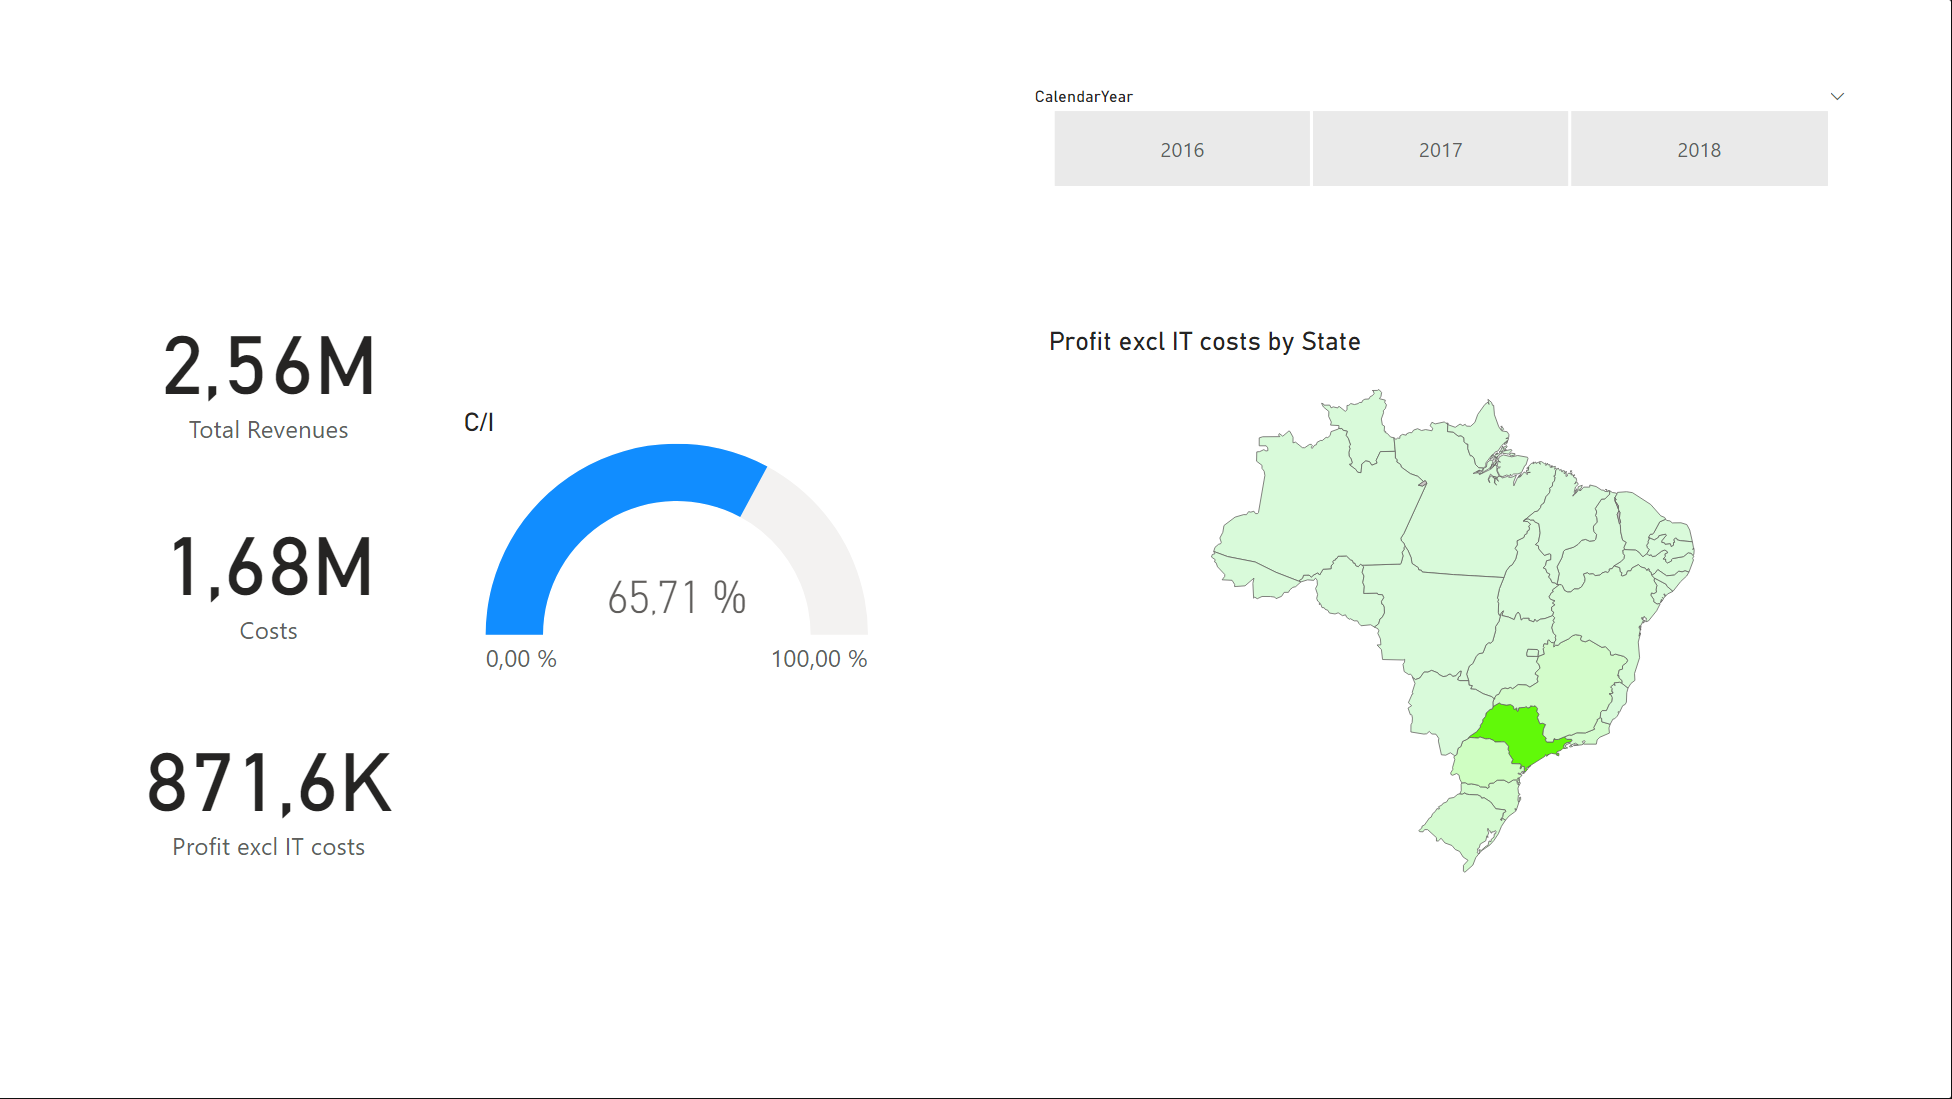 CalendarYear
2016
2017
2018
2,56M
Total Revenues
1,68M
Costs
871,6K
Profit excl IT costs
C/I
65,71 %
0,00 %
100,00 %
Profit excl IT costs by State